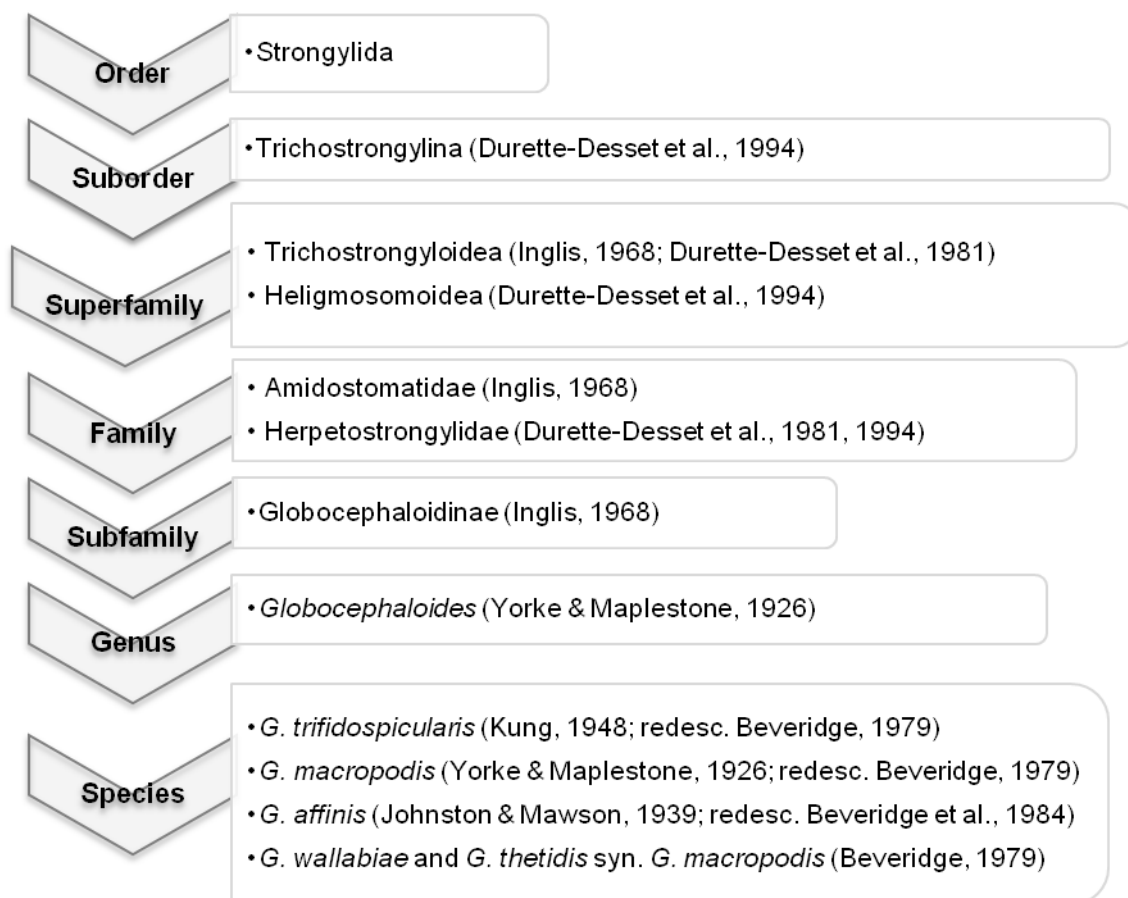 Order
•Strongylida
Suborder
•Trichostrongylina (Durette-Desset et al., 1994)
Superfamily
• Trichostrongyloidea (Inglis, 1968; Durette-Desset et al., 1981)
• Heligmosomoidea (Durette-Desset et al., 1994)
Family
• Amidostomatidae (Inglis, 1968)
• Herpetostrongylidae (Durette-Desset et al., 1981, 1994)
Subfamily
•Globocephaloidinae (Inglis, 1968)
Genus
•Globocephaloides (Yorke & Maplestone, 1926)
Species
•G. trifidospicularis (Kung, 1948; redesc. Beveridge, 1979)
•G. macropodis (Yorke & Maplestone, 1926; redesc. Beveridge, 1979)
•G. affinis (Johnston & Mawson, 1939; redesc. Beveridge et al., 1984)
•G. wallabiae and G. thetidis syn. G. macropodis (Beveridge, 1979)